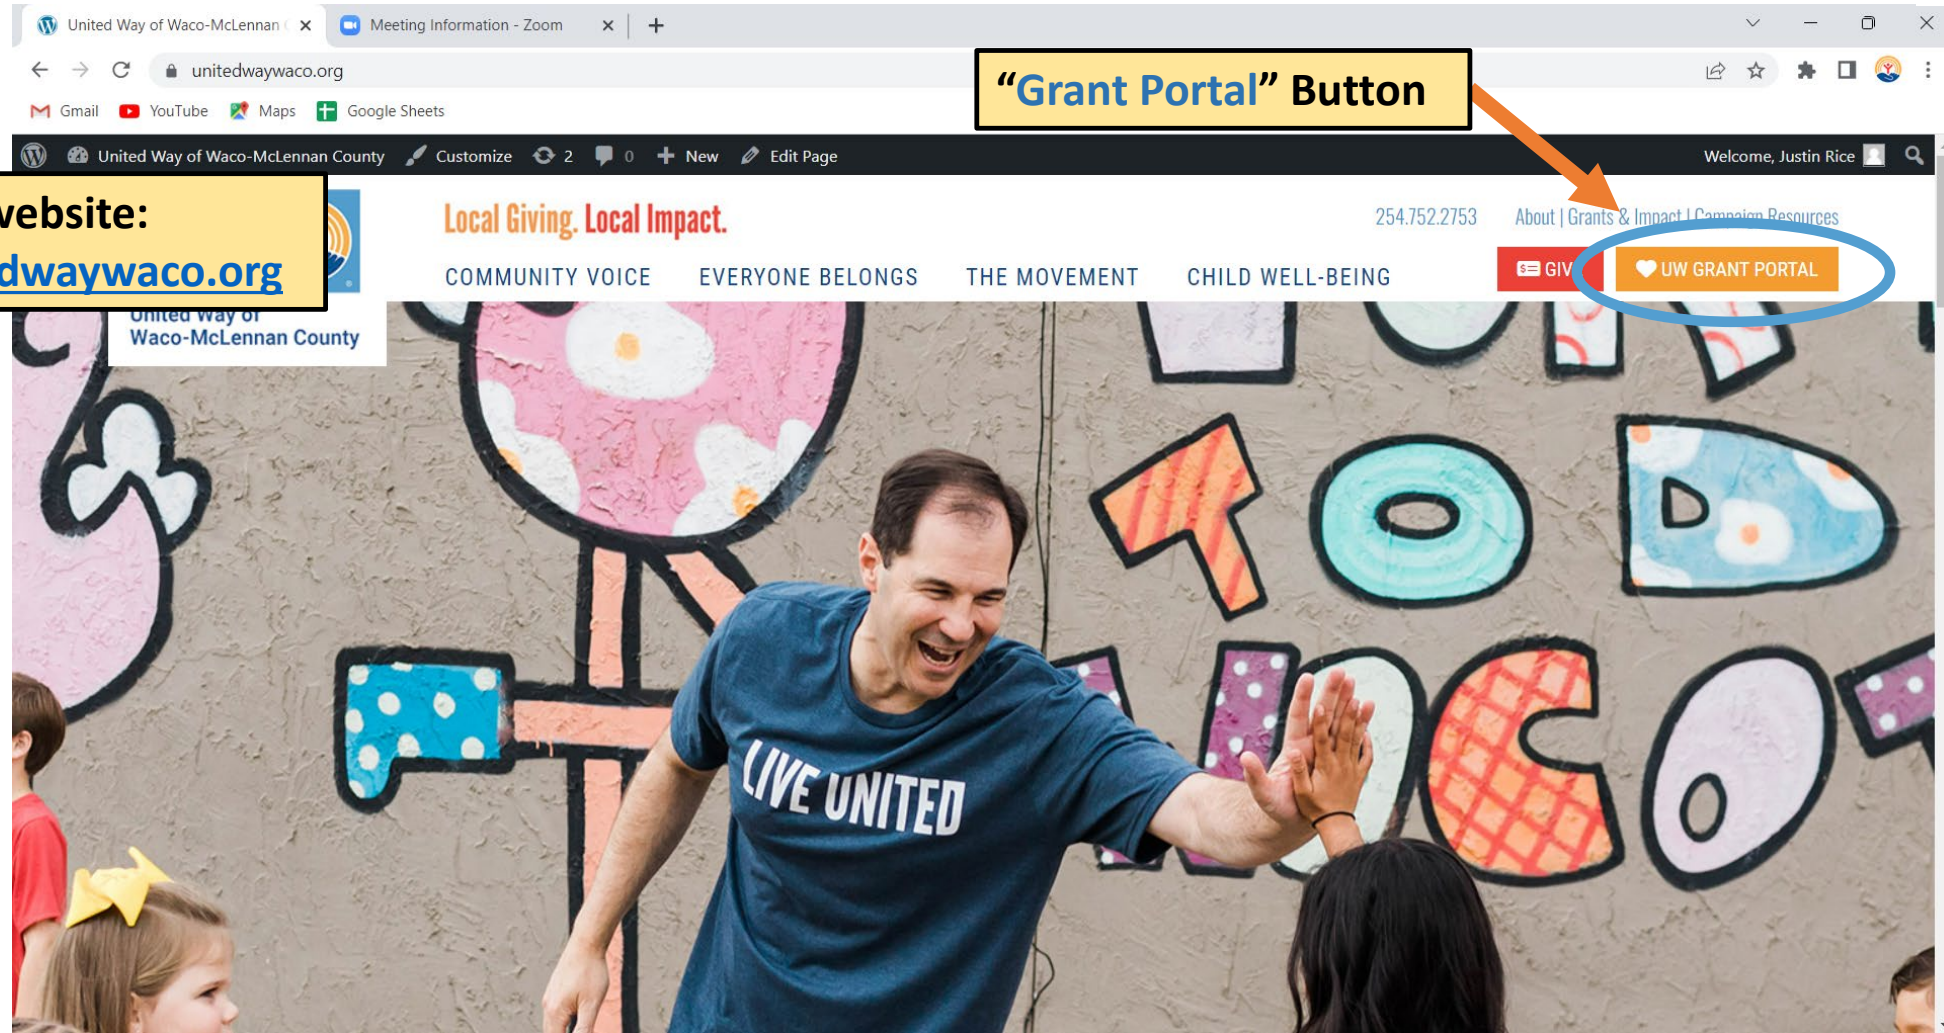 United Way of Waco-McLennan C
Meeting Information - Zoom
unitedwaywaco.org
Gmail YouTube Maps Google Sheets
"Grant Portal" Button
United Way of Waco-McLennan County Customize 2 0 New Edit Page Welcome, Justin Rice
website:
dwaywaco.org
Local Giving. Local Impact.
254.752.2753 About | Grants & Impact | Campaign Resources
COMMUNITY VOICE EVERYONE BELONGS THE MOVEMENT CHILD WELL-BEING
GIV UW GRANT PORTAL
United Way of
Waco-McLennan County
TOD
LIVE UNITED